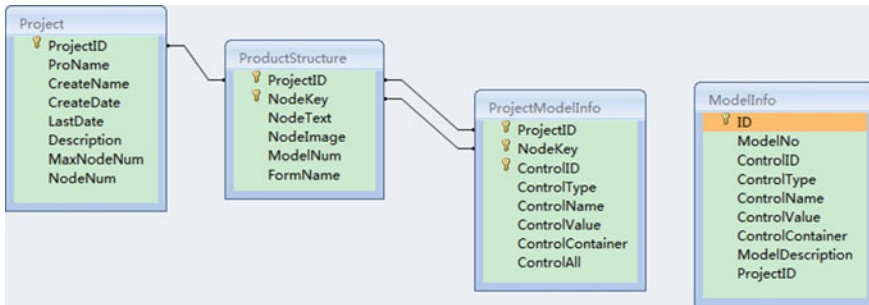 Project
ProjectID
ProName
CreateName
CreateDate
LastDate
Description
MaxNodeNum
NodeNum
ProductStructure
ProjectID
NodeKey
NodeText
NodeImage
ModelNum
FormName
ProjectModelInfo
ProjectID
NodeKey
ControlID
ControlType
ControlName
ControlValue
ControlContainer
ControlAll
ModelInfo
ID
ModelNo
ControlID
ControlType
ControlName
ControlValue
ControlContainer
ModelDescription
ProjectID